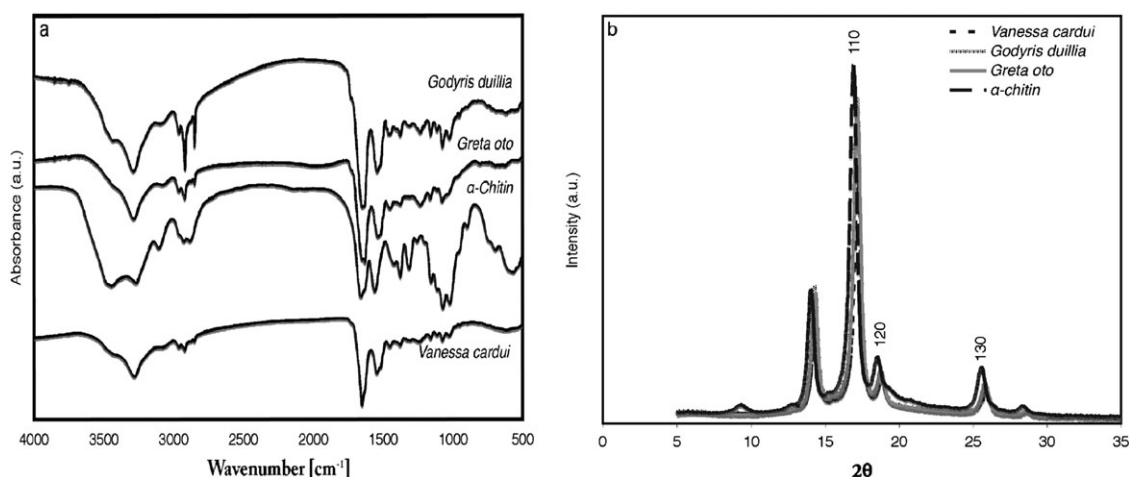 a
Godyris duillia
Greta oto
α-Chitin
Vanessa cardui
Absorbance (a.u.)
4000 3500 3000 2500 2000 1500 1000 500
Wavenumber [cm⁻¹]
b
110
120
130
Vanessa cardui
Godyris duillia
Greta oto
α-chitin
Intensity (a.u.)
0 5 10 15 20 25 30 35
2θ